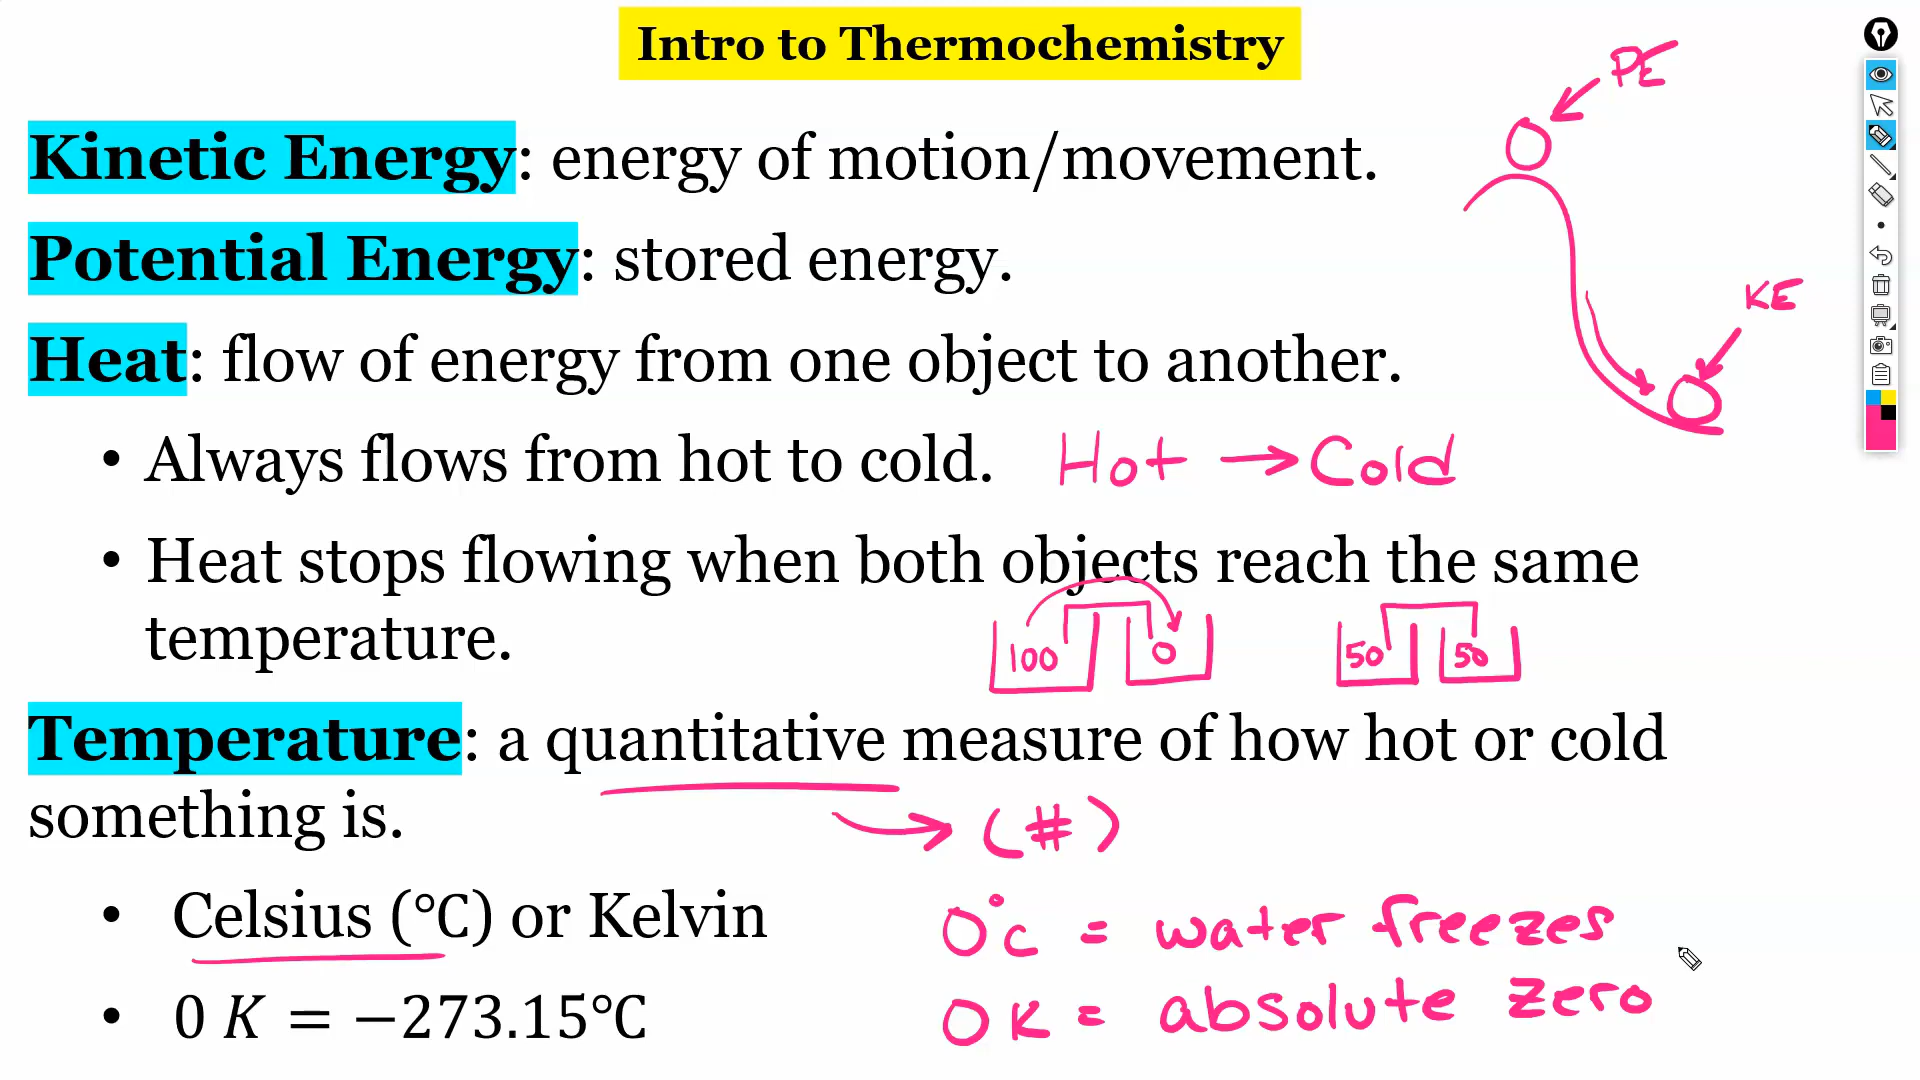 Intro to Thermochemistry
PE
Kinetic Energy: energy of motion/movement.
Potential Energy: stored energy.
KE
Heat: flow of energy from one object to another.
• Always flows from hot to cold. Hot → Cold
• Heat stops flowing when both objects reach the same
temperature. 100 0 50 50
Temperature: a quantitative measure of how hot or cold
something is. → (#)
• Celsius (°C) or Kelvin 0°C = water freezes
• 0 K = −273.15°C 0 K = absolute zero